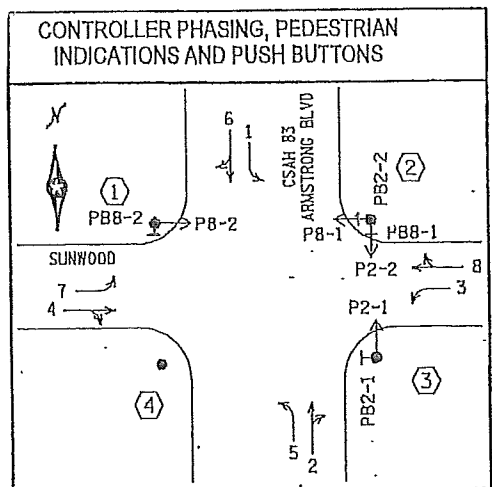 CONTROLLER PHASING, PEDESTRIAN
INDICATIONS AND PUSH BUTTONS
N
6
1
CSAH 83
ARMSTRONG BLVD
PB2-2
2
1
PB8-2
P8-2
P8-1
PB8-1
SUNWOOD
P2-2
8
7
3
4
P2-1
4
PB2-1
3
5
2